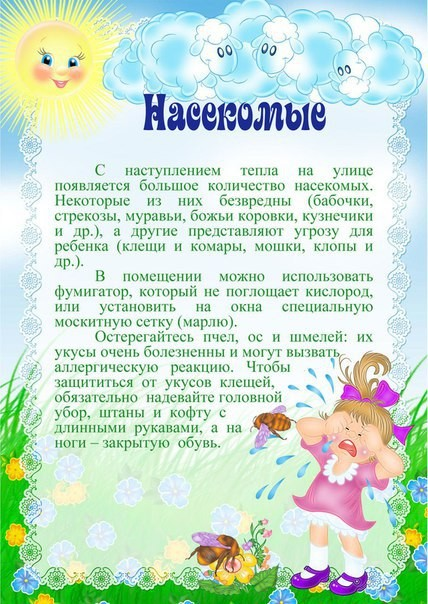 Насекомые
С наступлением тепла на улице
появляется большое количество насекомых.
Некоторые из них безвредны (бабочки,
стрекозы, муравьи, божьи коровки, кузнечики
и др.), а другие представляют угрозу для
ребенка (клещи и комары, мошки, клопы и
др.).
В помещении можно использовать
фумигатор, который не поглощает кислород,
или установить на окна специальную
москитную сетку (марлю).
Остерегайтесь пчел, ос и шмелей: их
укусы очень болезненны и могут вызвать
аллергическую реакцию. Чтобы
защититься от укусов клещей,
обязательно надевайте головной
убор, штаны и кофту с
длинными рукавами, а на
ноги – закрытую обувь.